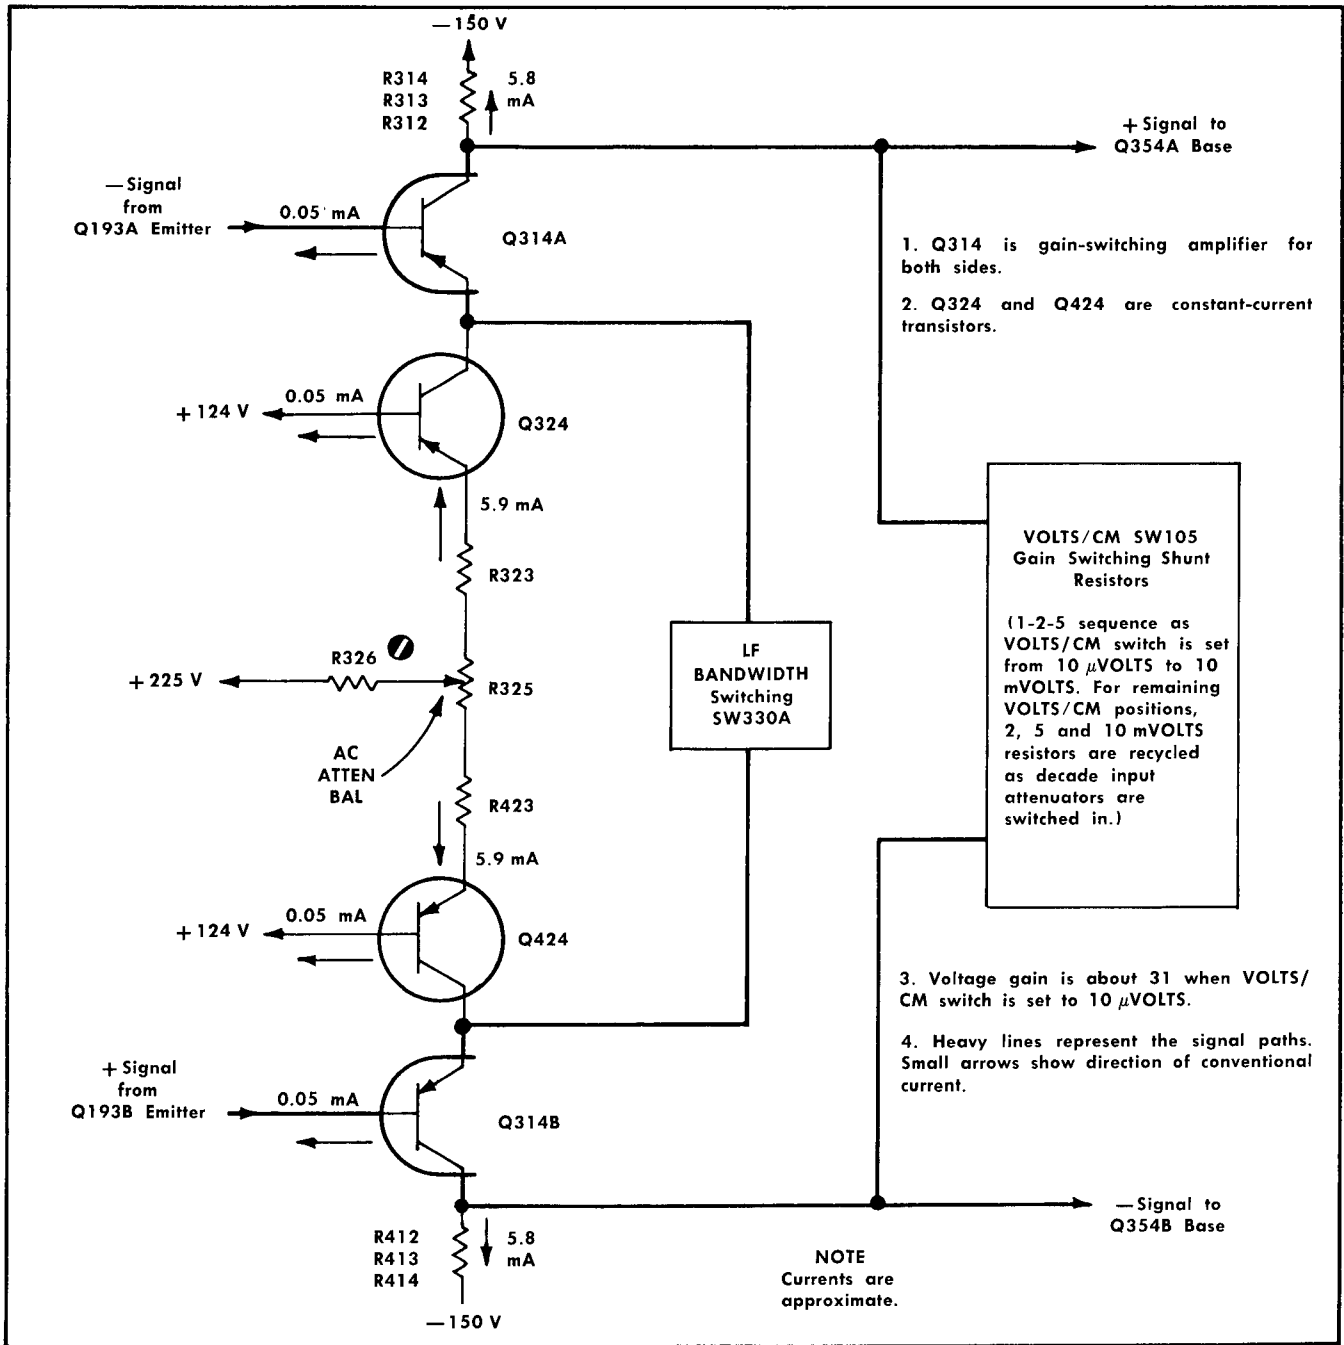 —150 V
R314
R313
R312
5.8
mA
+ Signal to
Q354A Base
— Signal
from
Q193A Emitter
0.05 mA
Q314A
1. Q314 is gain-switching amplifier for
both sides.
2. Q324 and Q424 are constant-current
transistors.
0.05 mA
+ 124 V
Q324
5.9 mA
R323
VOLTS/CM SW105
Gain Switching Shunt
Resistors
(1-2-5 sequence as
VOLTS/CM switch is set
from 10 μVOLTS to 10
mVOLTS. For remaining
VOLTS/CM positions,
2, 5 and 10 mVOLTS
resistors are recycled
as decade input
attenuators are
switched in.)
LF
BANDWIDTH
Switching
SW330A
R326
+ 225 V
R325
AC
ATTEN
BAL
R423
5.9 mA
0.05 mA
+ 124 V
Q424
3. Voltage gain is about 31 when VOLTS/
CM switch is set to 10 μVOLTS.
4. Heavy lines represent the signal paths.
Small arrows show direction of conventional
current.
+ Signal
from
Q193B Emitter
0.05 mA
Q314B
— Signal to
Q354B Base
R412
R413
R414
5.8
mA
NOTE
Currents are
approximate.
—150 V